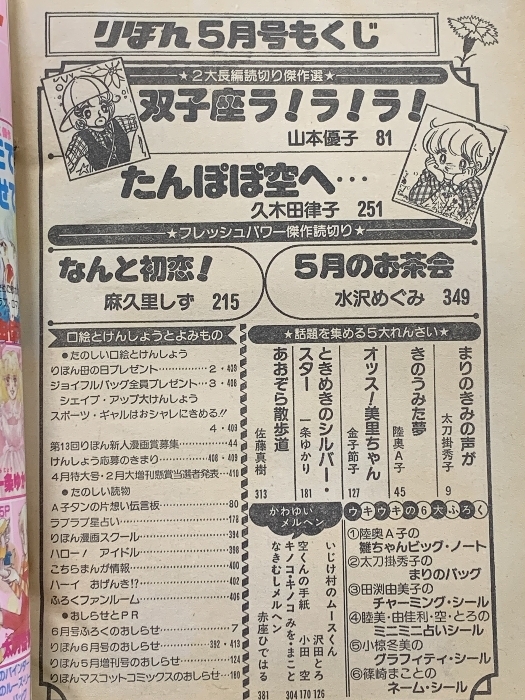 りぼん5月号もくじ
★2大長編読切り傑作選★
双子座ラ!ラ!ラ!
山本優子 81
たんぽぽ空へ…
久木田律子 251
★フレッシュパワー傑作読切り★
なんと初恋!
麻久里しず 215
5月のお茶会
水沢めぐみ 349
★話題を集める5大れんさい★
まりのきみの声が
太刀掛秀子 9
きのうみた夢
陸奥A子 45
オッス!美里ちゃん
金子節子 127
ときめきのシルバー・スター
一条ゆかり 181
あおぞら散歩道
佐藤真樹 313
口絵とけんしょうとよみもの
●たのしい口絵とけんしょう
りぼん母の日プレゼント…………2・409
ジョイフルバッグ全員プレゼント…3・408
シェイプ・アップ大けんしょう
スポーツ・ギャルはおシャレにきめる!!
4・409
第13回りぼん新人漫画賞募集…………44
けんしょう応募のきまり…………408・409
4月特大号・2月大増刊懸賞当選者発表…410
●たのしい読物
A子タンの片想い伝言板…………80
ラブラブ星占い…………178
りぼん漫画スクール…………394
ハロー! アイドル…………398
こちらまんが情報…………400
ハーイ おげんき!?…………402
ふろくファンルーム…………406
●おしらせとPR
6月号ふろくのおしらせ…………7
りぼん6月号のおしらせ…………392・413
りぼん5月増刊号のおしらせ…………124
りぼんマスコットコミックスのおしらせ…180
かわゆいメルヘン
いじけ村のムースくん
沢田とろ 126
空くんの手紙
小田空 170
キノコ・キノコ
みを・まこと 304
なきむしメルヘン
赤座ひではる 381
ウキウキの6大ふろく
①陸奥A子の
雛ちゃんビッグ・ノート
②太刀掛秀子の
まりのバッグ
③田渕由美子の
チャーミング・シール
④睦美・由佳利・空・とろの
ミニミニ占いシール
⑤小椋冬美の
グラフィティ・シール
⑥篠崎まことの
ネーム・シール